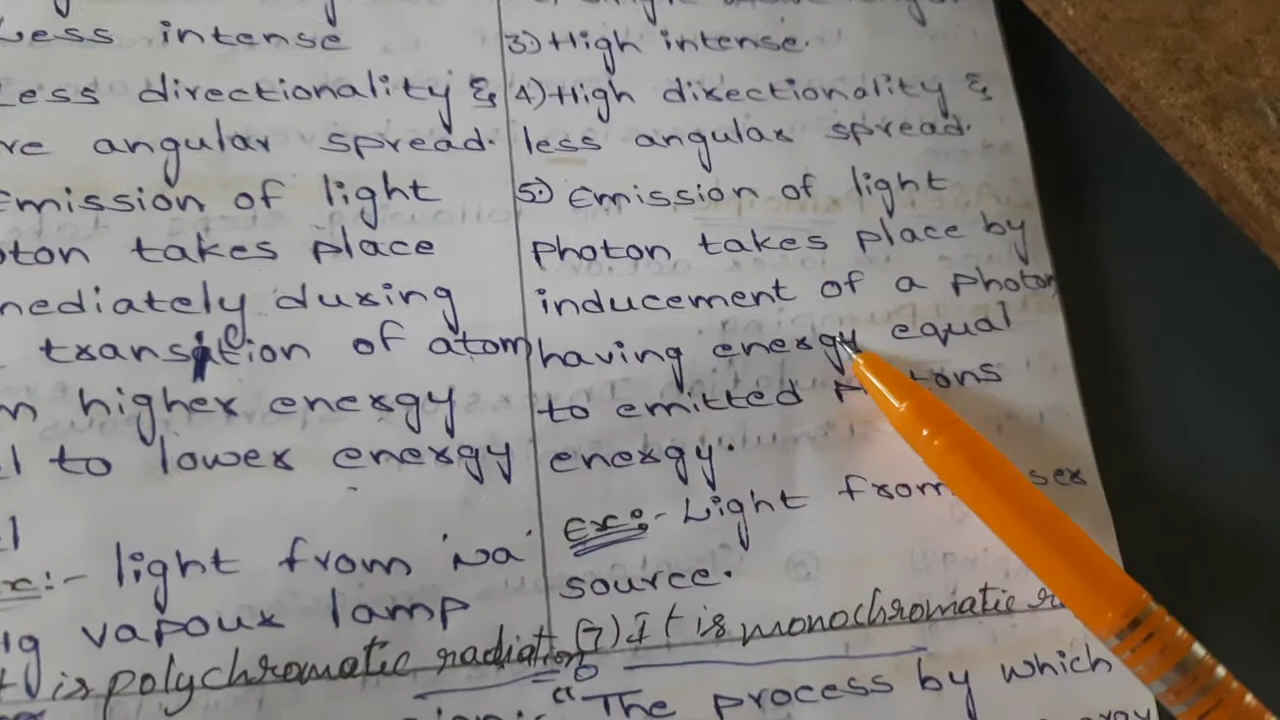 Less intense
Less directionality &
angular spread.
Emission of light
takes place
during
transition of atom
higher energy
to lower energy
light from Na
vapour lamp
is polychromatic radiation
3) High intense.
4) High directionality &
less angular spread.
5) Emission of light
photon takes place by
inducement of a photon
having energy equal
to emitted
energy.
Ex:- Light from
source.
7) It is monochromatic
"The process by which